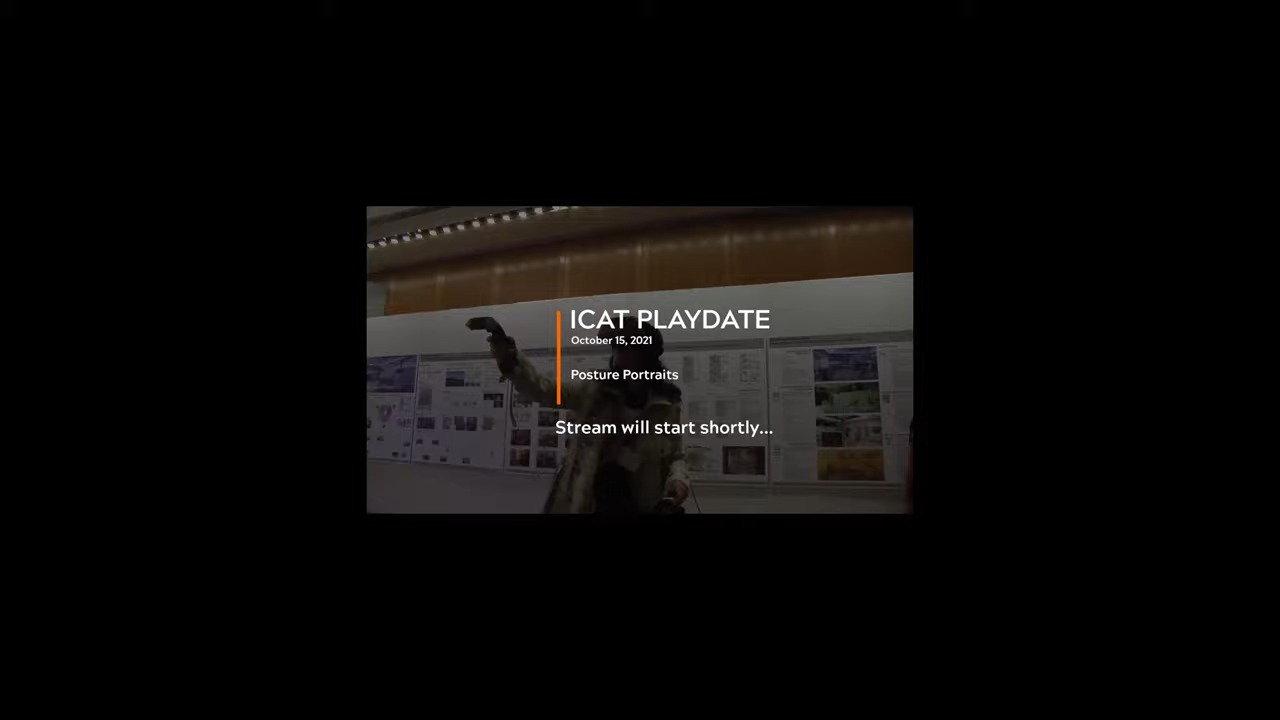 ICAT PLAYDATE
October 15, 2021
Posture Portraits
Stream will start shortly...